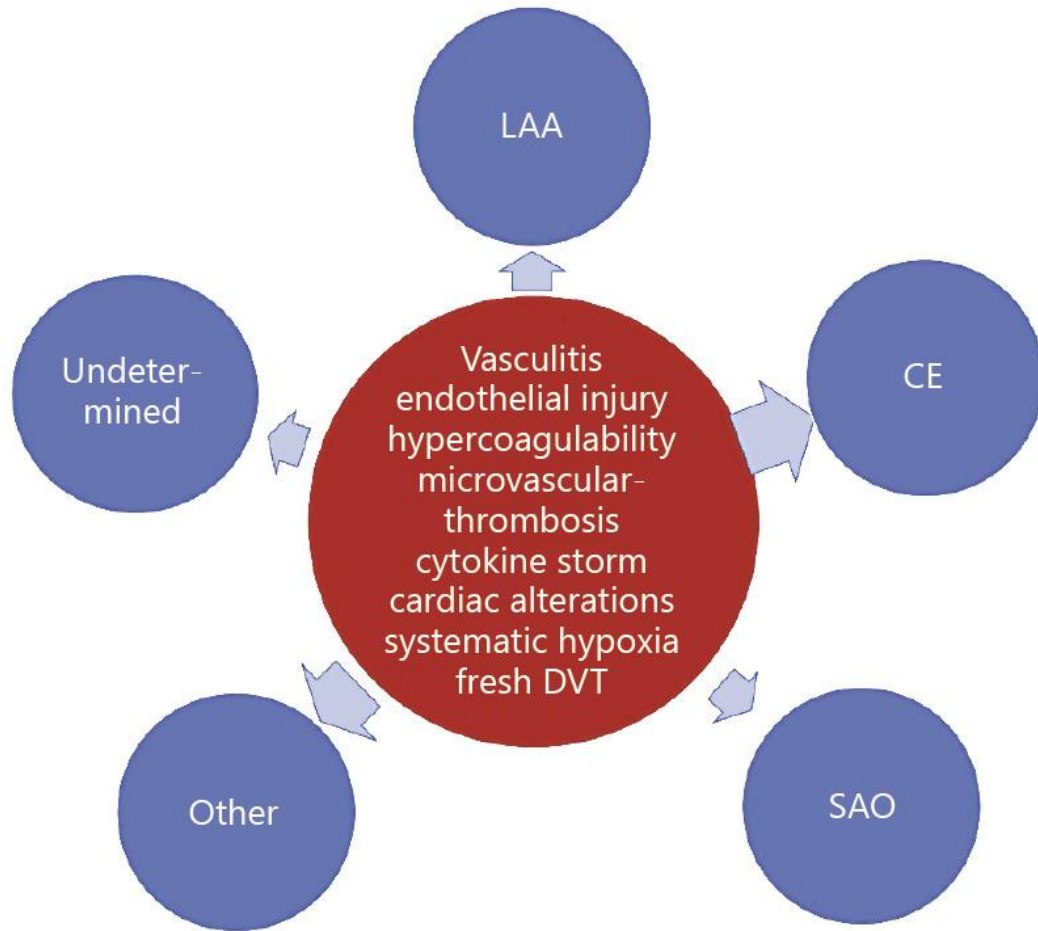 LAA
Undeter-
mined
CE
Vasculitis
endothelial injury
hypercoagulability
microvascular-
thrombosis
cytokine storm
cardiac alterations
systematic hypoxia
fresh DVT
Other
SAO